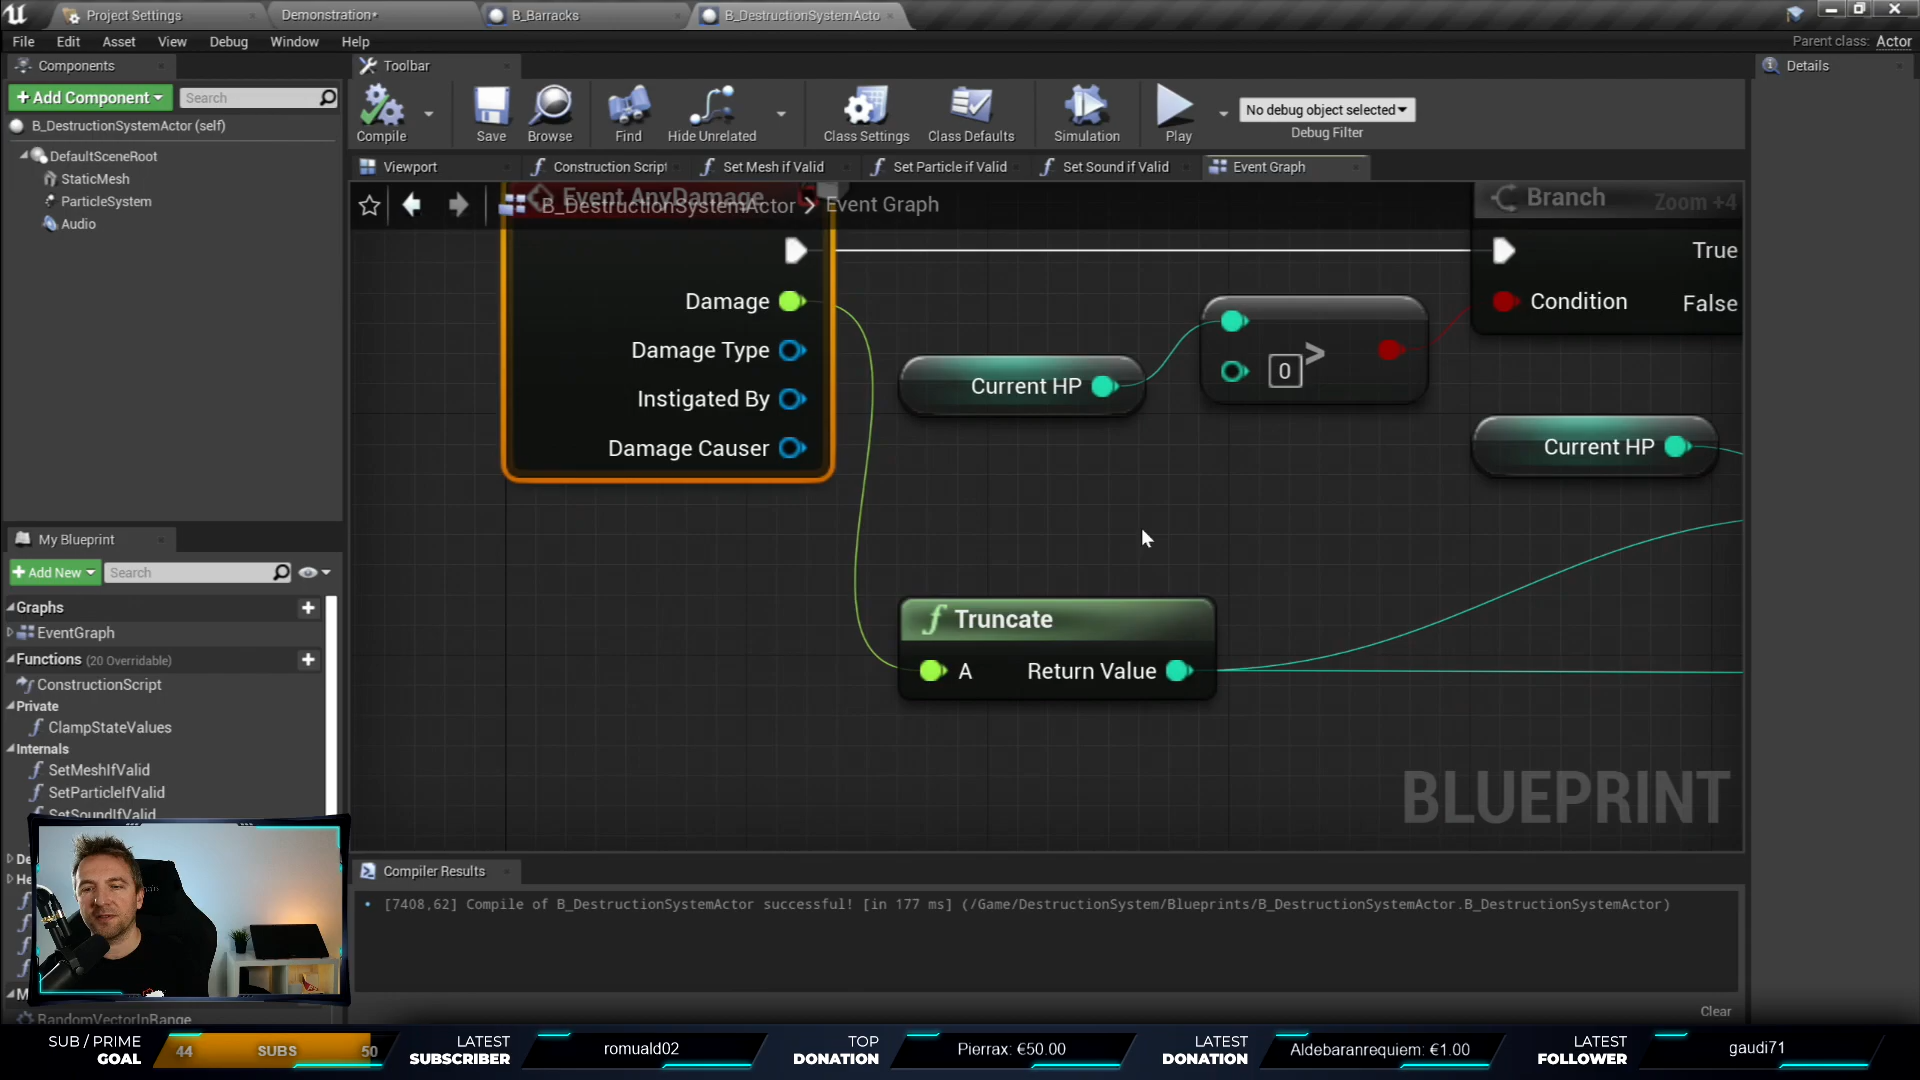 Project Settings
Demonstration*
B_Barracks
B_DestructionSystemActo
File Edit Asset View Debug Window Help
Parent class: Actor
Components
Toolbar
Details
+ Add Component
Search
Compile
Save
Browse
Find
Hide Unrelated
Class Settings
Class Defaults
Simulation
Play
No debug object selected
Debug Filter
B_DestructionSystemActor (self)
DefaultSceneRoot
StaticMesh
ParticleSystem
Audio
Viewport
Construction Script
Set Mesh if Valid
Set Particle if Valid
Set Sound if Valid
Event Graph
B_DestructionSystemActor > Event Graph
Event AnyDamage
Damage
Damage Type
Instigated By
Damage Causer
Current HP
0
>
Branch
Zoom +4
True
Condition
False
Current HP
Truncate
A
Return Value
BLUEPRINT
My Blueprint
+ Add New
Search
Graphs
EventGraph
Functions (20 Overridable)
ConstructionScript
Private
ClampStateValues
Internals
SetMeshIfValid
SetParticleIfValid
SetSoundIfValid
De
He
M
RandomVectorInRange
Compiler Results
[7408,62] Compile of B_DestructionSystemActor successful! [in 177 ms] (/Game/DestructionSystem/Blueprints/B_DestructionSystemActor.B_DestructionSystemActor)
Clear
SUB / PRIME
GOAL
44 SUBS 50
LATEST
SUBSCRIBER
romuald02
TOP
DONATION
Pierrax: €50.00
LATEST
DONATION
Aldebaranrequiem: €1.00
LATEST
FOLLOWER
gaudi71